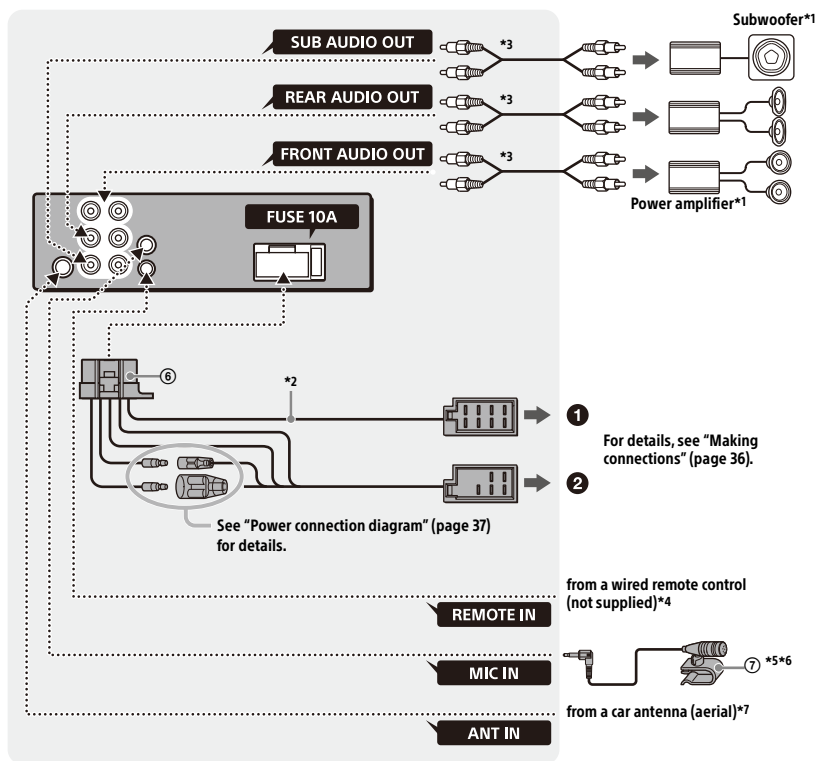 Subwoofer*1
SUB AUDIO OUT
*3
REAR AUDIO OUT
*3
FRONT AUDIO OUT
*3
Power amplifier*1
FUSE 10A
⑥
*2
❶
For details, see “Making
connections” (page 36).
❷
See “Power connection diagram” (page 37)
for details.
from a wired remote control
(not supplied)*4
REMOTE IN
⑦ *5*6
MIC IN
from a car antenna (aerial)*7
ANT IN